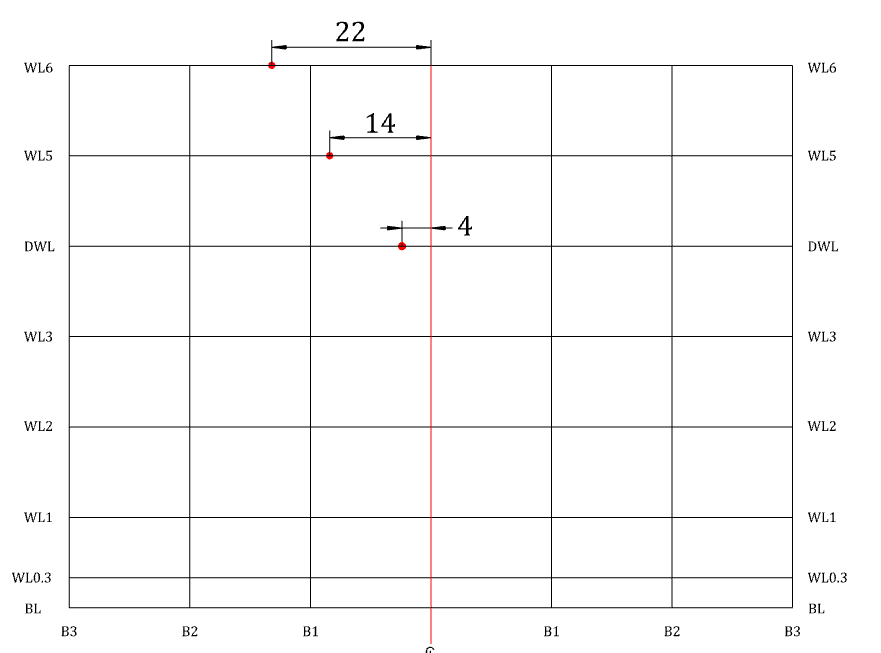 22
WL6 WL6
14
WL5 WL5
4
DWL DWL
WL3 WL3
WL2 WL2
WL1 WL1
WL0.3 WL0.3
BL BL
B3 B2 B1 B1 B2 B3